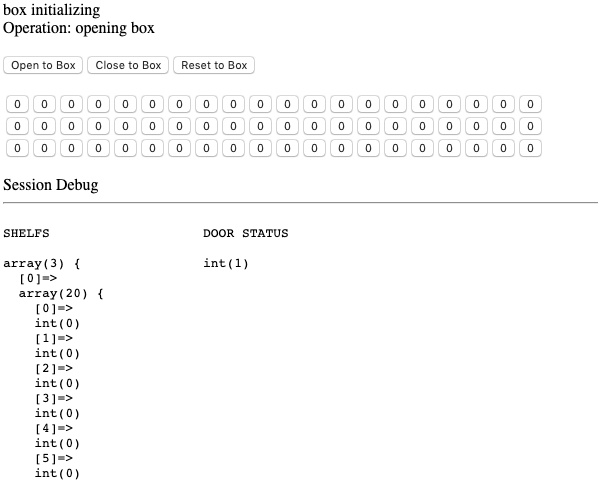 box initializing
Operation: opening box
Open to Box Close to Box Reset to Box
0 0 0 0 0 0 0 0 0 0 0 0 0 0 0 0 0 0 0 0
0 0 0 0 0 0 0 0 0 0 0 0 0 0 0 0 0 0 0 0
0 0 0 0 0 0 0 0 0 0 0 0 0 0 0 0 0 0 0 0
Session Debug
SHELFS DOOR STATUS
array(3) { int(1)
[0]=>
array(20) {
[0]=>
int(0)
[1]=>
int(0)
[2]=>
int(0)
[3]=>
int(0)
[4]=>
int(0)
[5]=>
int(0)